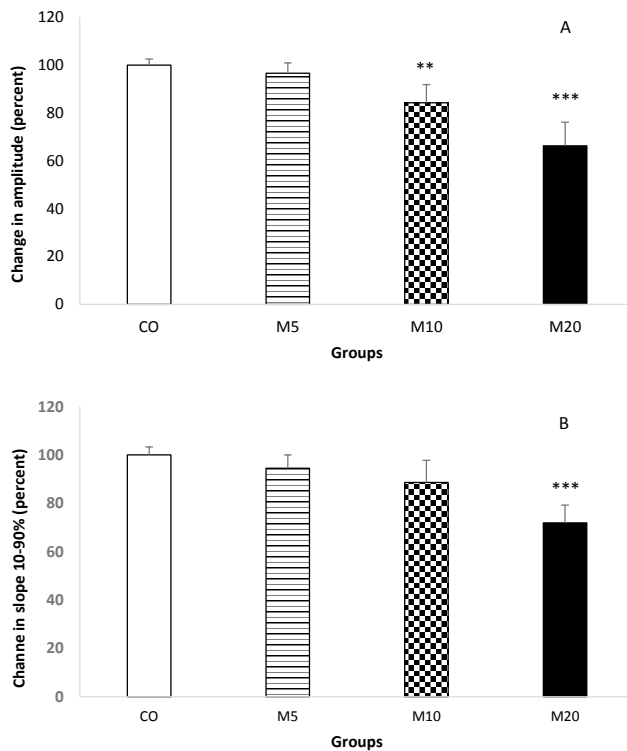 120
A
100
**
80
***
60
40
20
0
Change in amplitude (percent)
CO M5 M10 M20
Groups
120
B
100
80
***
60
40
20
0
Channe in slope 10-90% (percent)
CO M5 M10 M20
Groups